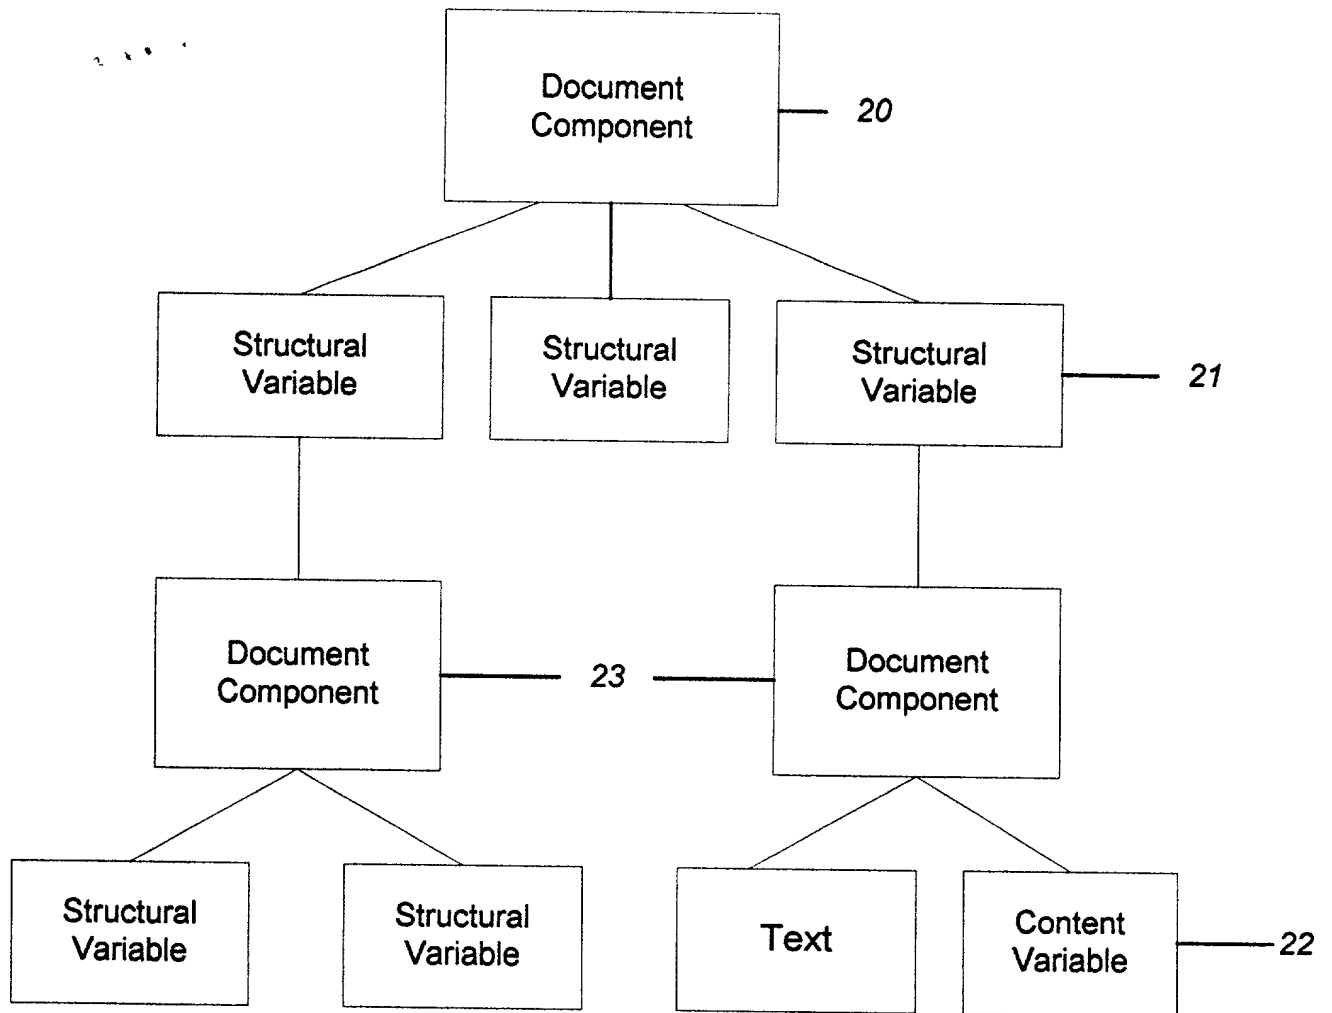 Document
Component
20
Structural
Variable
Structural
Variable
Structural
Variable
21
Document
Component
23
Document
Component
Structural
Variable
Structural
Variable
Text
Content
Variable
22